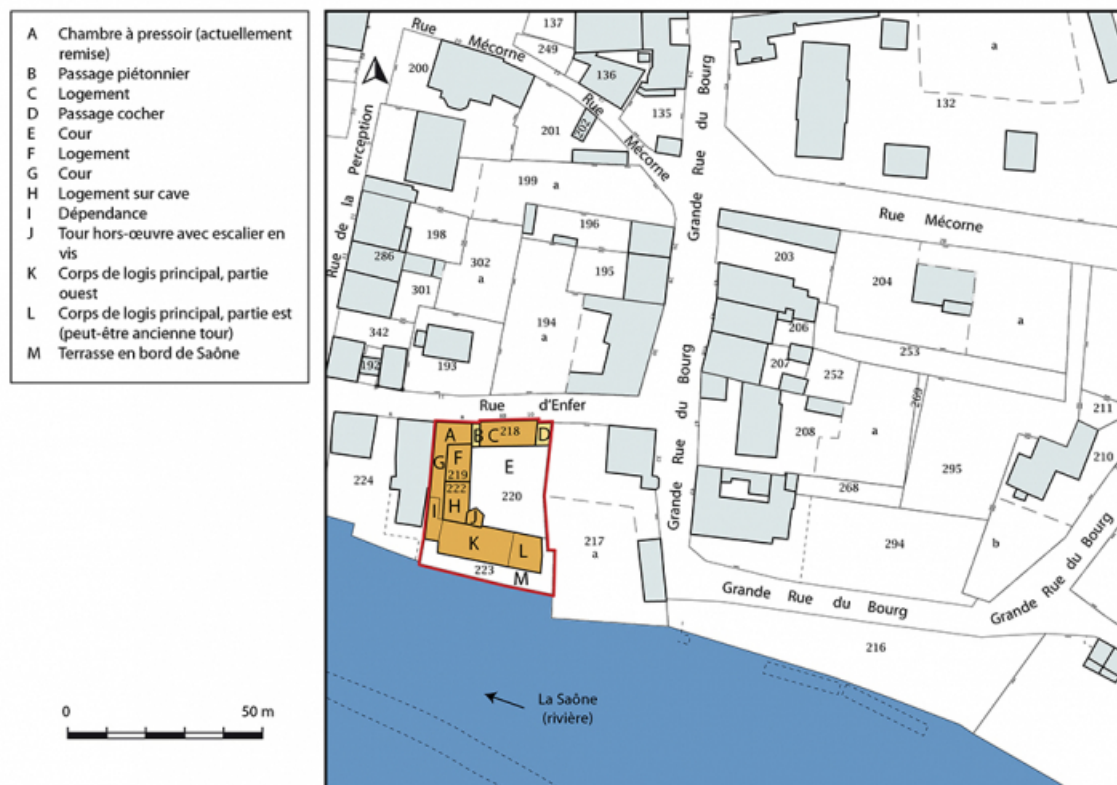 A Chambre à pressoir (actuellement
remise)
B Passage piétonnier
C Logement
D Passage cocher
E Cour
F Logement
G Cour
H Logement sur cave
I Dépendance
J Tour hors-œuvre avec escalier en
vis
K Corps de logis principal, partie
ouest
L Corps de logis principal, partie est
(peut-être ancienne tour)
M Terrasse en bord de Saône
0 50 m
137
Rue Mécorne
249
a
200
136
Rue Mécorne
Grande Rue du Bourg
132
202
135
201
Rue de la Perception
199 a
Rue Mécorne
196
198
302
a
203
204
286
195
301
194
a
a
206
342
253
192
193
207
252
269
211
Grande Rue du Bourg
Rue d'Enfer
208
a
A B C 218 D
210
G F
219
E
295
224
222
220
H
268
I J
217
a
294
b
K L
223
M
Grande Rue du Bourg
Grande Rue du Bourg
Grande Rue du Bourg
216
La Saône
(rivière)